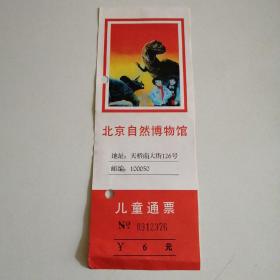 北京自然博物馆
地址：天桥南大街126号
邮编：100050
儿童通票
№ 0312376
￥ 6 元